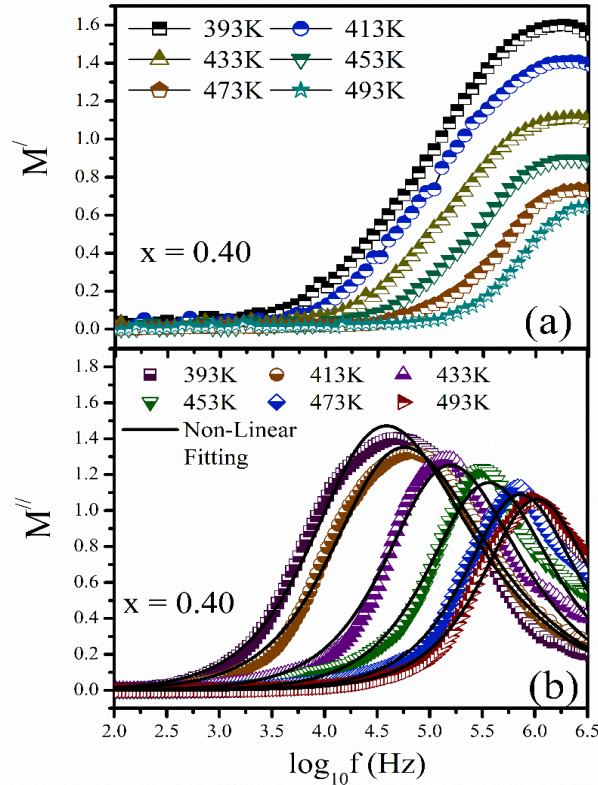 1.6
1.4
1.2
1.0
0.8
0.6
0.4
0.2
0.0
M/
393K 413K
433K 453K
473K 493K
x = 0.40
(a)
1.8
1.6
1.4
1.2
1.0
0.8
0.6
0.4
0.2
0.0
M//
393K 413K 433K
453K 473K 493K
Non-Linear
Fitting
x = 0.40
(b)
2.0 2.5 3.0 3.5 4.0 4.5 5.0 5.5 6.0 6.5
log10f (Hz)